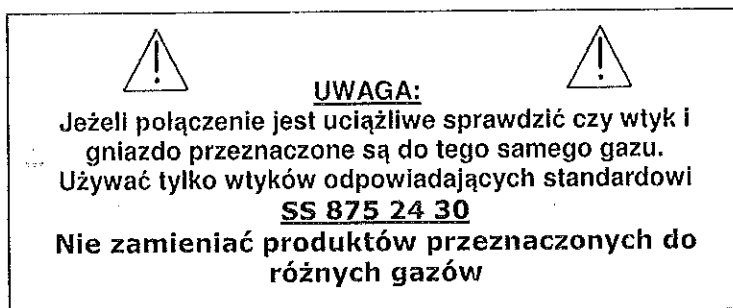 UWAGA:
Jeżeli połączenie jest uciążliwe sprawdzić czy wtyk i
gniazdo przeznaczone są do tego samego gazu.
Używać tylko wtyków odpowiadających standardowi
SS 875 24 30
Nie zamieniać produktów przeznaczonych do
różnych gazów